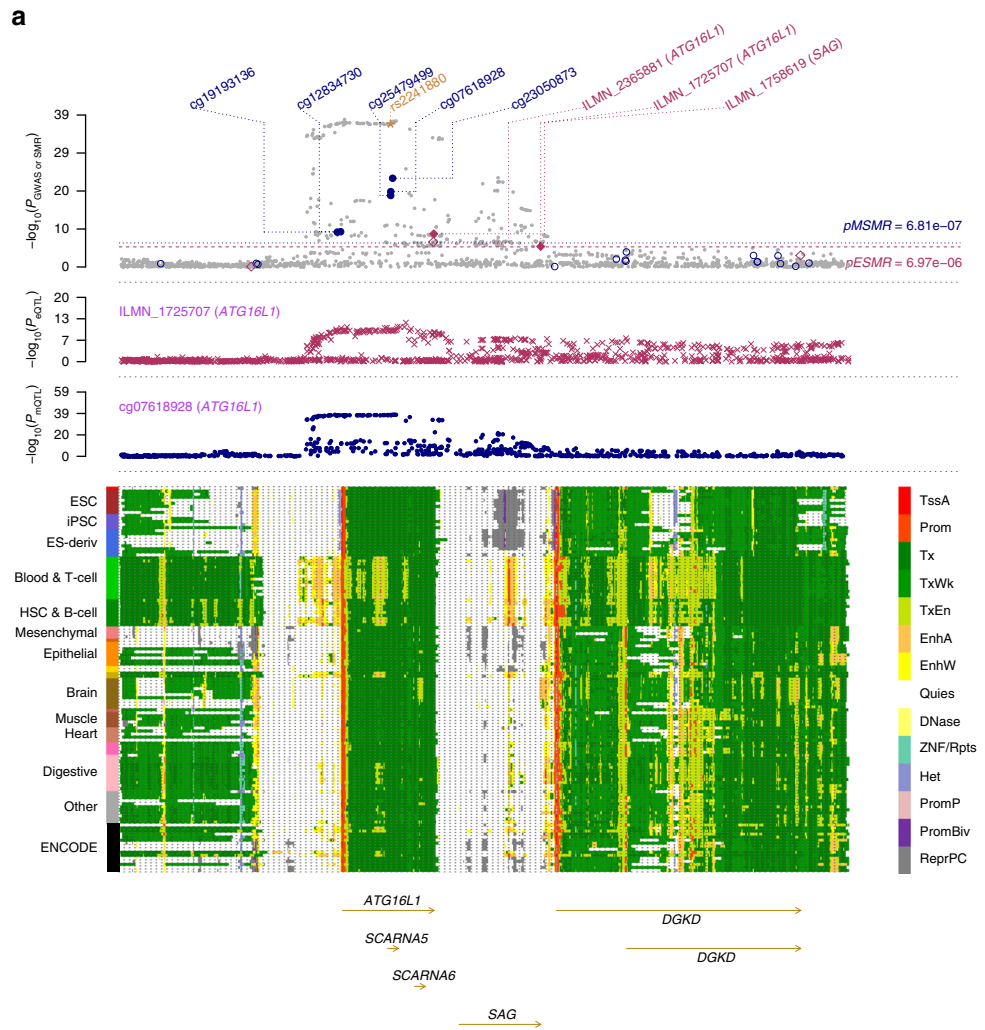 a
cg19193136
cg12834730
cg25479499
rs2241880
cg07618928
cg23050873
ILMN_2365881 (ATG16L1)
ILMN_1725707 (ATG16L1)
ILMN_1758619 (SAG)
−log10(PGWAS or SMR)
39
29
20
10
0
pMSMR = 6.81e−07
pESMR = 6.97e−06
−log10(PeQTL)
20
13
7
0
ILMN_1725707 (ATG16L1)
−log10(PmQTL)
59
39
20
0
cg07618928 (ATG16L1)
ESC
iPSC
ES-deriv
Blood & T-cell
HSC & B-cell
Mesenchymal
Epithelial
Brain
Muscle
Heart
Digestive
Other
ENCODE
TssA
Prom
Tx
TxWk
TxEn
EnhA
EnhW
Quies
DNase
ZNF/Rpts
Het
PromP
PromBiv
ReprPC
ATG16L1
DGKD
SCARNA5
DGKD
SCARNA6
SAG